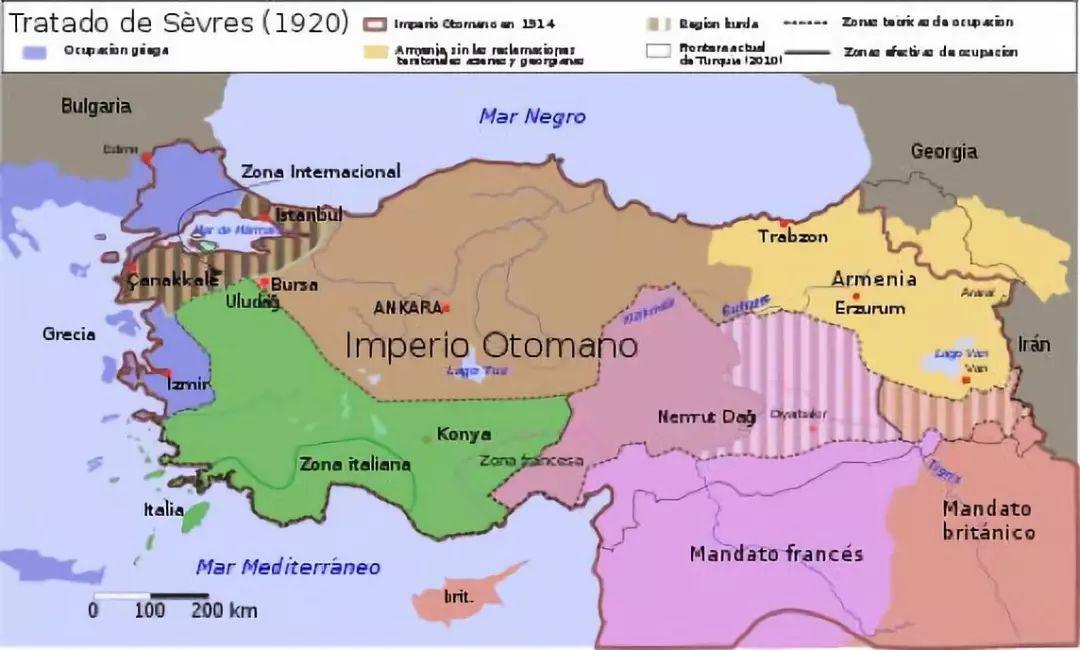 Tratado de Sèvres (1920)
Ocupacion griega
Imperio Otomano en 1914
Armenia, sin las reclamaciones
territoriales azeries y georgianas
Region kurda
Frontera actual
de Turquia (2010)
Zonas teoricas de ocupacion
Zonas efectivas de ocupacion
Bulgaria
Mar Negro
Georgia
Edirne
Zona Internacional
Istanbul
Mar de Marmara
Trabzon
Çanakkale
Bursa
Uludağ
ANKARA
Armenia
Erzurum
Ararat
Grecia
Imperio Otomano
Irán
Lago Van
Van
Lago Tuz
Izmir
Nemrut Dağ
Diyarbakir
Konya
Zona italiana
Zona francesa
Tigris
Italia
Mandato
británico
Mandato francés
Mar Mediterráneo
brit.
0 100 200 km